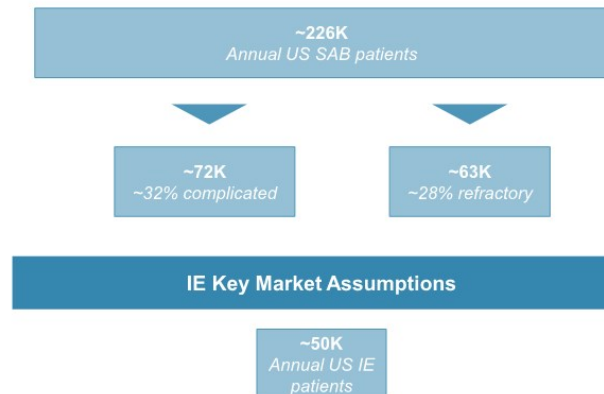 ~226K
Annual US SAB patients
~72K
~32% complicated
~63K
~28% refractory
IE Key Market Assumptions
~50K
Annual US IE
patients